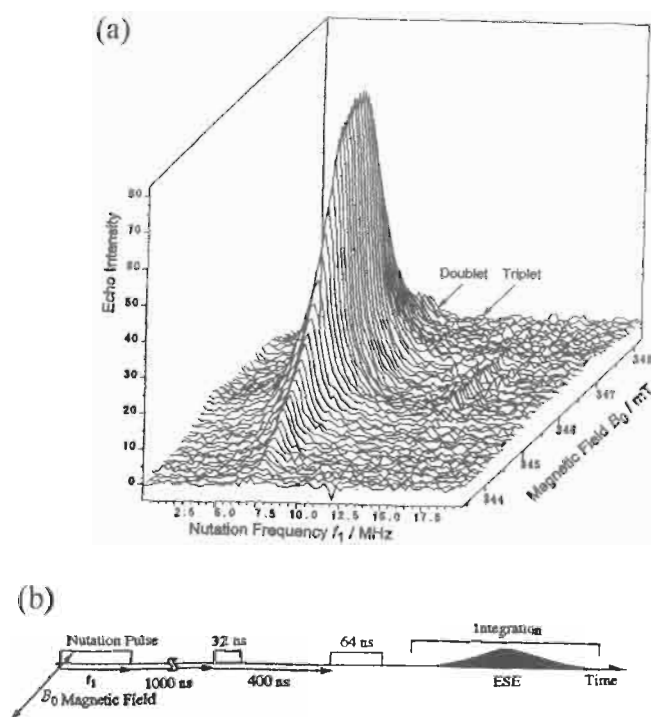 (a)
80
70
60
50
40
30
20
10
0
Echo Intensity
Doublet Triplet
2.5 5.0 7.5 10.0 12.5 15.0 17.5
Nutation Frequency f₁ / MHz
344 345 346 347 348
Magnetic Field B₀ / mT
(b)
Nutation Pulse
32 ns
64 ns
Integration
t₁
1000 ns
400 ns
ESE
Time
B₀ Magnetic Field